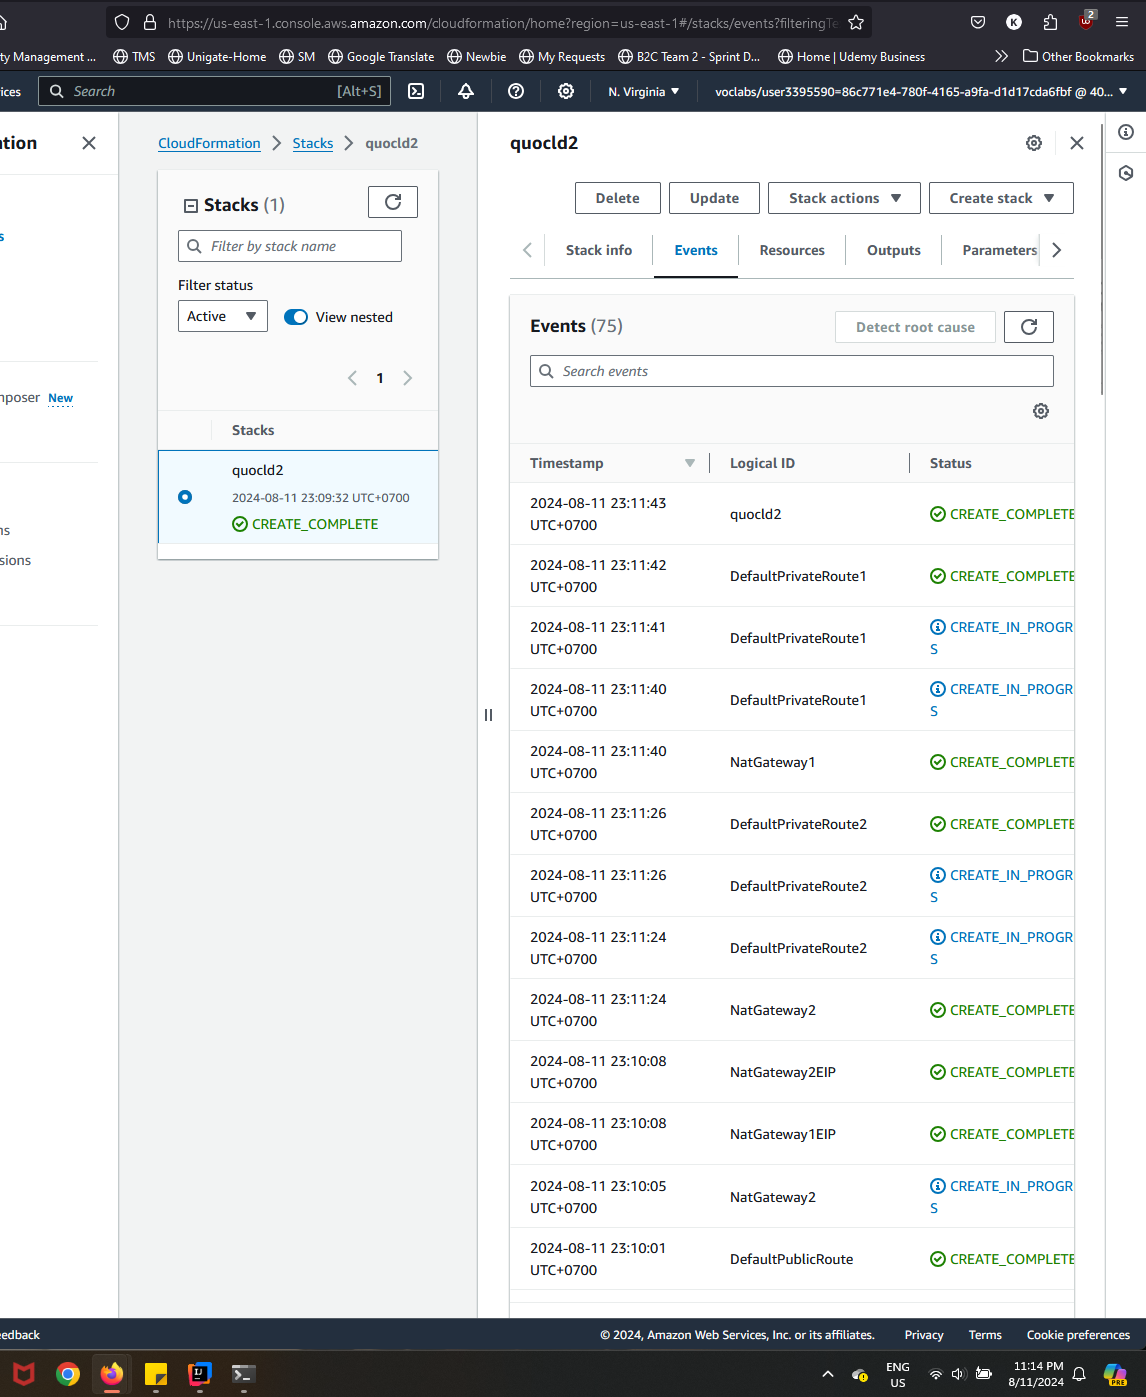 https://us-east-1.console.aws.amazon.com/cloudformation/home?region=us-east-1#/stacks/events?filteringTe
K
2
ty Management ...
TMS
Unigate-Home
SM
Google Translate
Newbie
My Requests
B2C Team 2 - Sprint D...
Home | Udemy Business
Other Bookmarks
ices
Search
[Alt+S]
N. Virginia
voclabs/user3395590=86c771e4-780f-4165-a9fa-d1d17cda6fbf @ 40...
tion
CloudFormation
Stacks
quocld2
s
mposer New
ns
sions
Stacks (1)
Filter by stack name
Filter status
Active
View nested
1
Stacks
quocld2
2024-08-11 23:09:32 UTC+0700
CREATE_COMPLETE
quocld2
Delete
Update
Stack actions
Create stack
Stack info
Events
Resources
Outputs
Parameters
Events (75)
Detect root cause
Search events
Timestamp
Logical ID
Status
2024-08-11 23:11:43
UTC+0700
quocld2
CREATE_COMPLETE
2024-08-11 23:11:42
UTC+0700
DefaultPrivateRoute1
CREATE_COMPLETE
2024-08-11 23:11:41
UTC+0700
DefaultPrivateRoute1
CREATE_IN_PROGR
S
2024-08-11 23:11:40
UTC+0700
DefaultPrivateRoute1
CREATE_IN_PROGR
S
2024-08-11 23:11:40
UTC+0700
NatGateway1
CREATE_COMPLETE
2024-08-11 23:11:26
UTC+0700
DefaultPrivateRoute2
CREATE_COMPLETE
2024-08-11 23:11:26
UTC+0700
DefaultPrivateRoute2
CREATE_IN_PROGR
S
2024-08-11 23:11:24
UTC+0700
DefaultPrivateRoute2
CREATE_IN_PROGR
S
2024-08-11 23:11:24
UTC+0700
NatGateway2
CREATE_COMPLETE
2024-08-11 23:10:08
UTC+0700
NatGateway2EIP
CREATE_COMPLETE
2024-08-11 23:10:08
UTC+0700
NatGateway1EIP
CREATE_COMPLETE
2024-08-11 23:10:05
UTC+0700
NatGateway2
CREATE_IN_PROGR
S
2024-08-11 23:10:01
UTC+0700
DefaultPublicRoute
CREATE_COMPLETE
eedback
© 2024, Amazon Web Services, Inc. or its affiliates.
Privacy
Terms
Cookie preferences
ENG
US
11:14 PM
8/11/2024
PRE